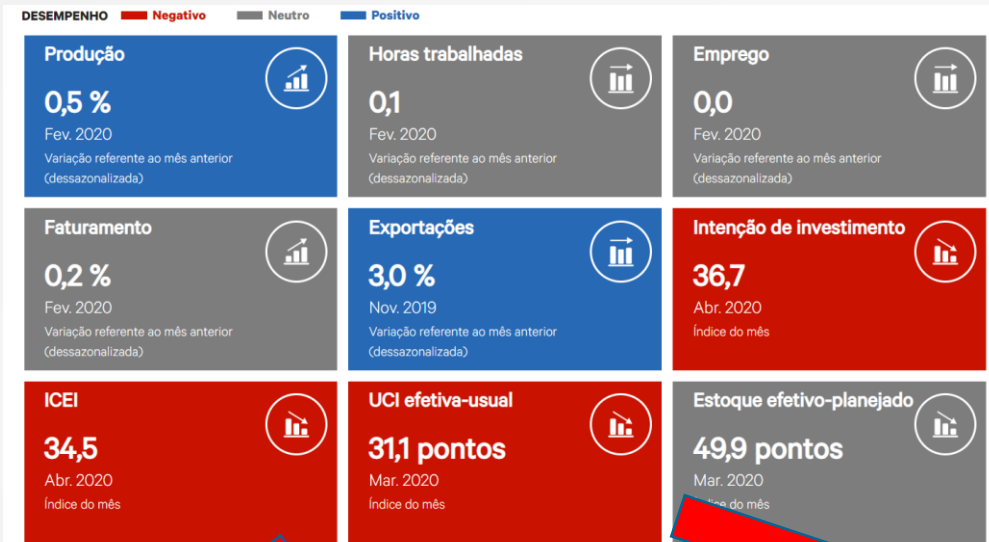 DESEMPENHO Negativo Neutro Positivo
Produção
0,5 %
Fev. 2020
Variação referente ao mês anterior
(dessazonalizada)
Horas trabalhadas
0,1
Fev. 2020
Variação referente ao mês anterior
(dessazonalizada)
Emprego
0,0
Fev. 2020
Variação referente ao mês anterior
(dessazonalizada)
Faturamento
0,2 %
Fev. 2020
Variação referente ao mês anterior
(dessazonalizada)
Exportações
3,0 %
Nov. 2019
Variação referente ao mês anterior
(dessazonalizada)
Intenção de investimento
36,7
Abr. 2020
Índice do mês
ICEI
34,5
Abr. 2020
Índice do mês
UCI efetiva-usual
31,1 pontos
Mar. 2020
Índice do mês
Estoque efetivo-planejado
49,9 pontos
Mar. 2020
do mês